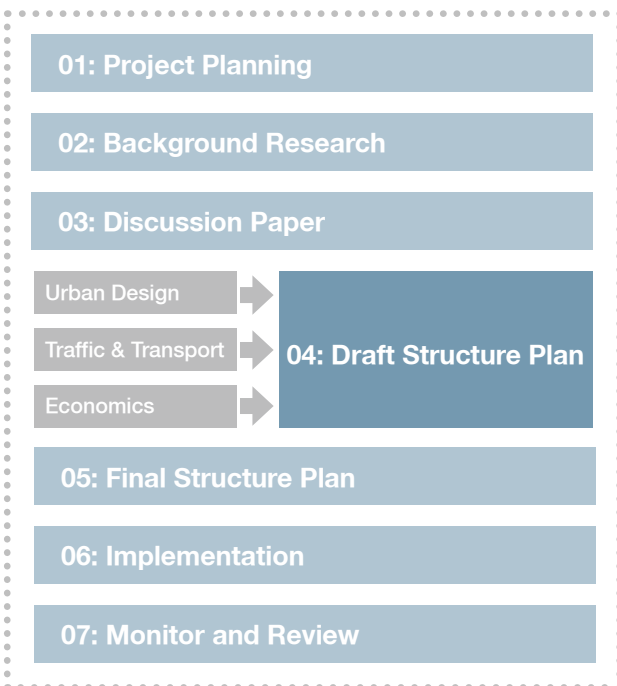 01: Project Planning
02: Background Research
03: Discussion Paper
Urban Design
Traffic & Transport
Economics
04: Draft Structure Plan
05: Final Structure Plan
06: Implementation
07: Monitor and Review